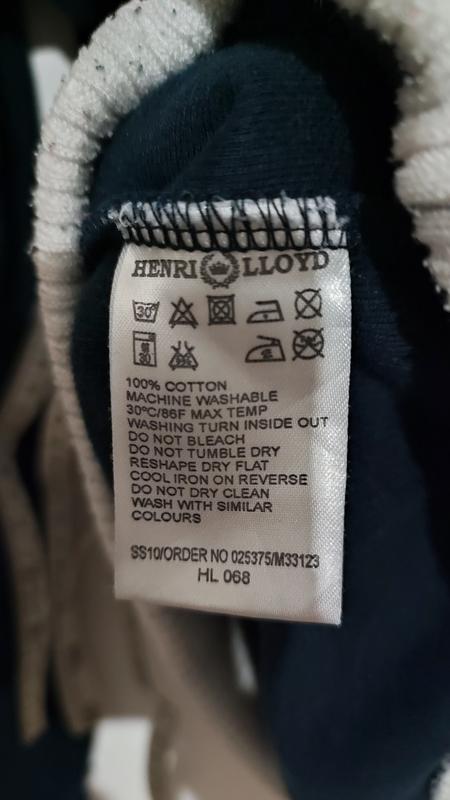 HENRI LLOYD
30°
30
100% COTTON
MACHINE WASHABLE
30°C/86F MAX TEMP
WASHING TURN INSIDE OUT
DO NOT BLEACH
DO NOT TUMBLE DRY
RESHAPE DRY FLAT
COOL IRON ON REVERSE
DO NOT DRY CLEAN
WASH WITH SIMILAR
COLOURS
SS10/ORDER NO 025375/M33123
HL 068